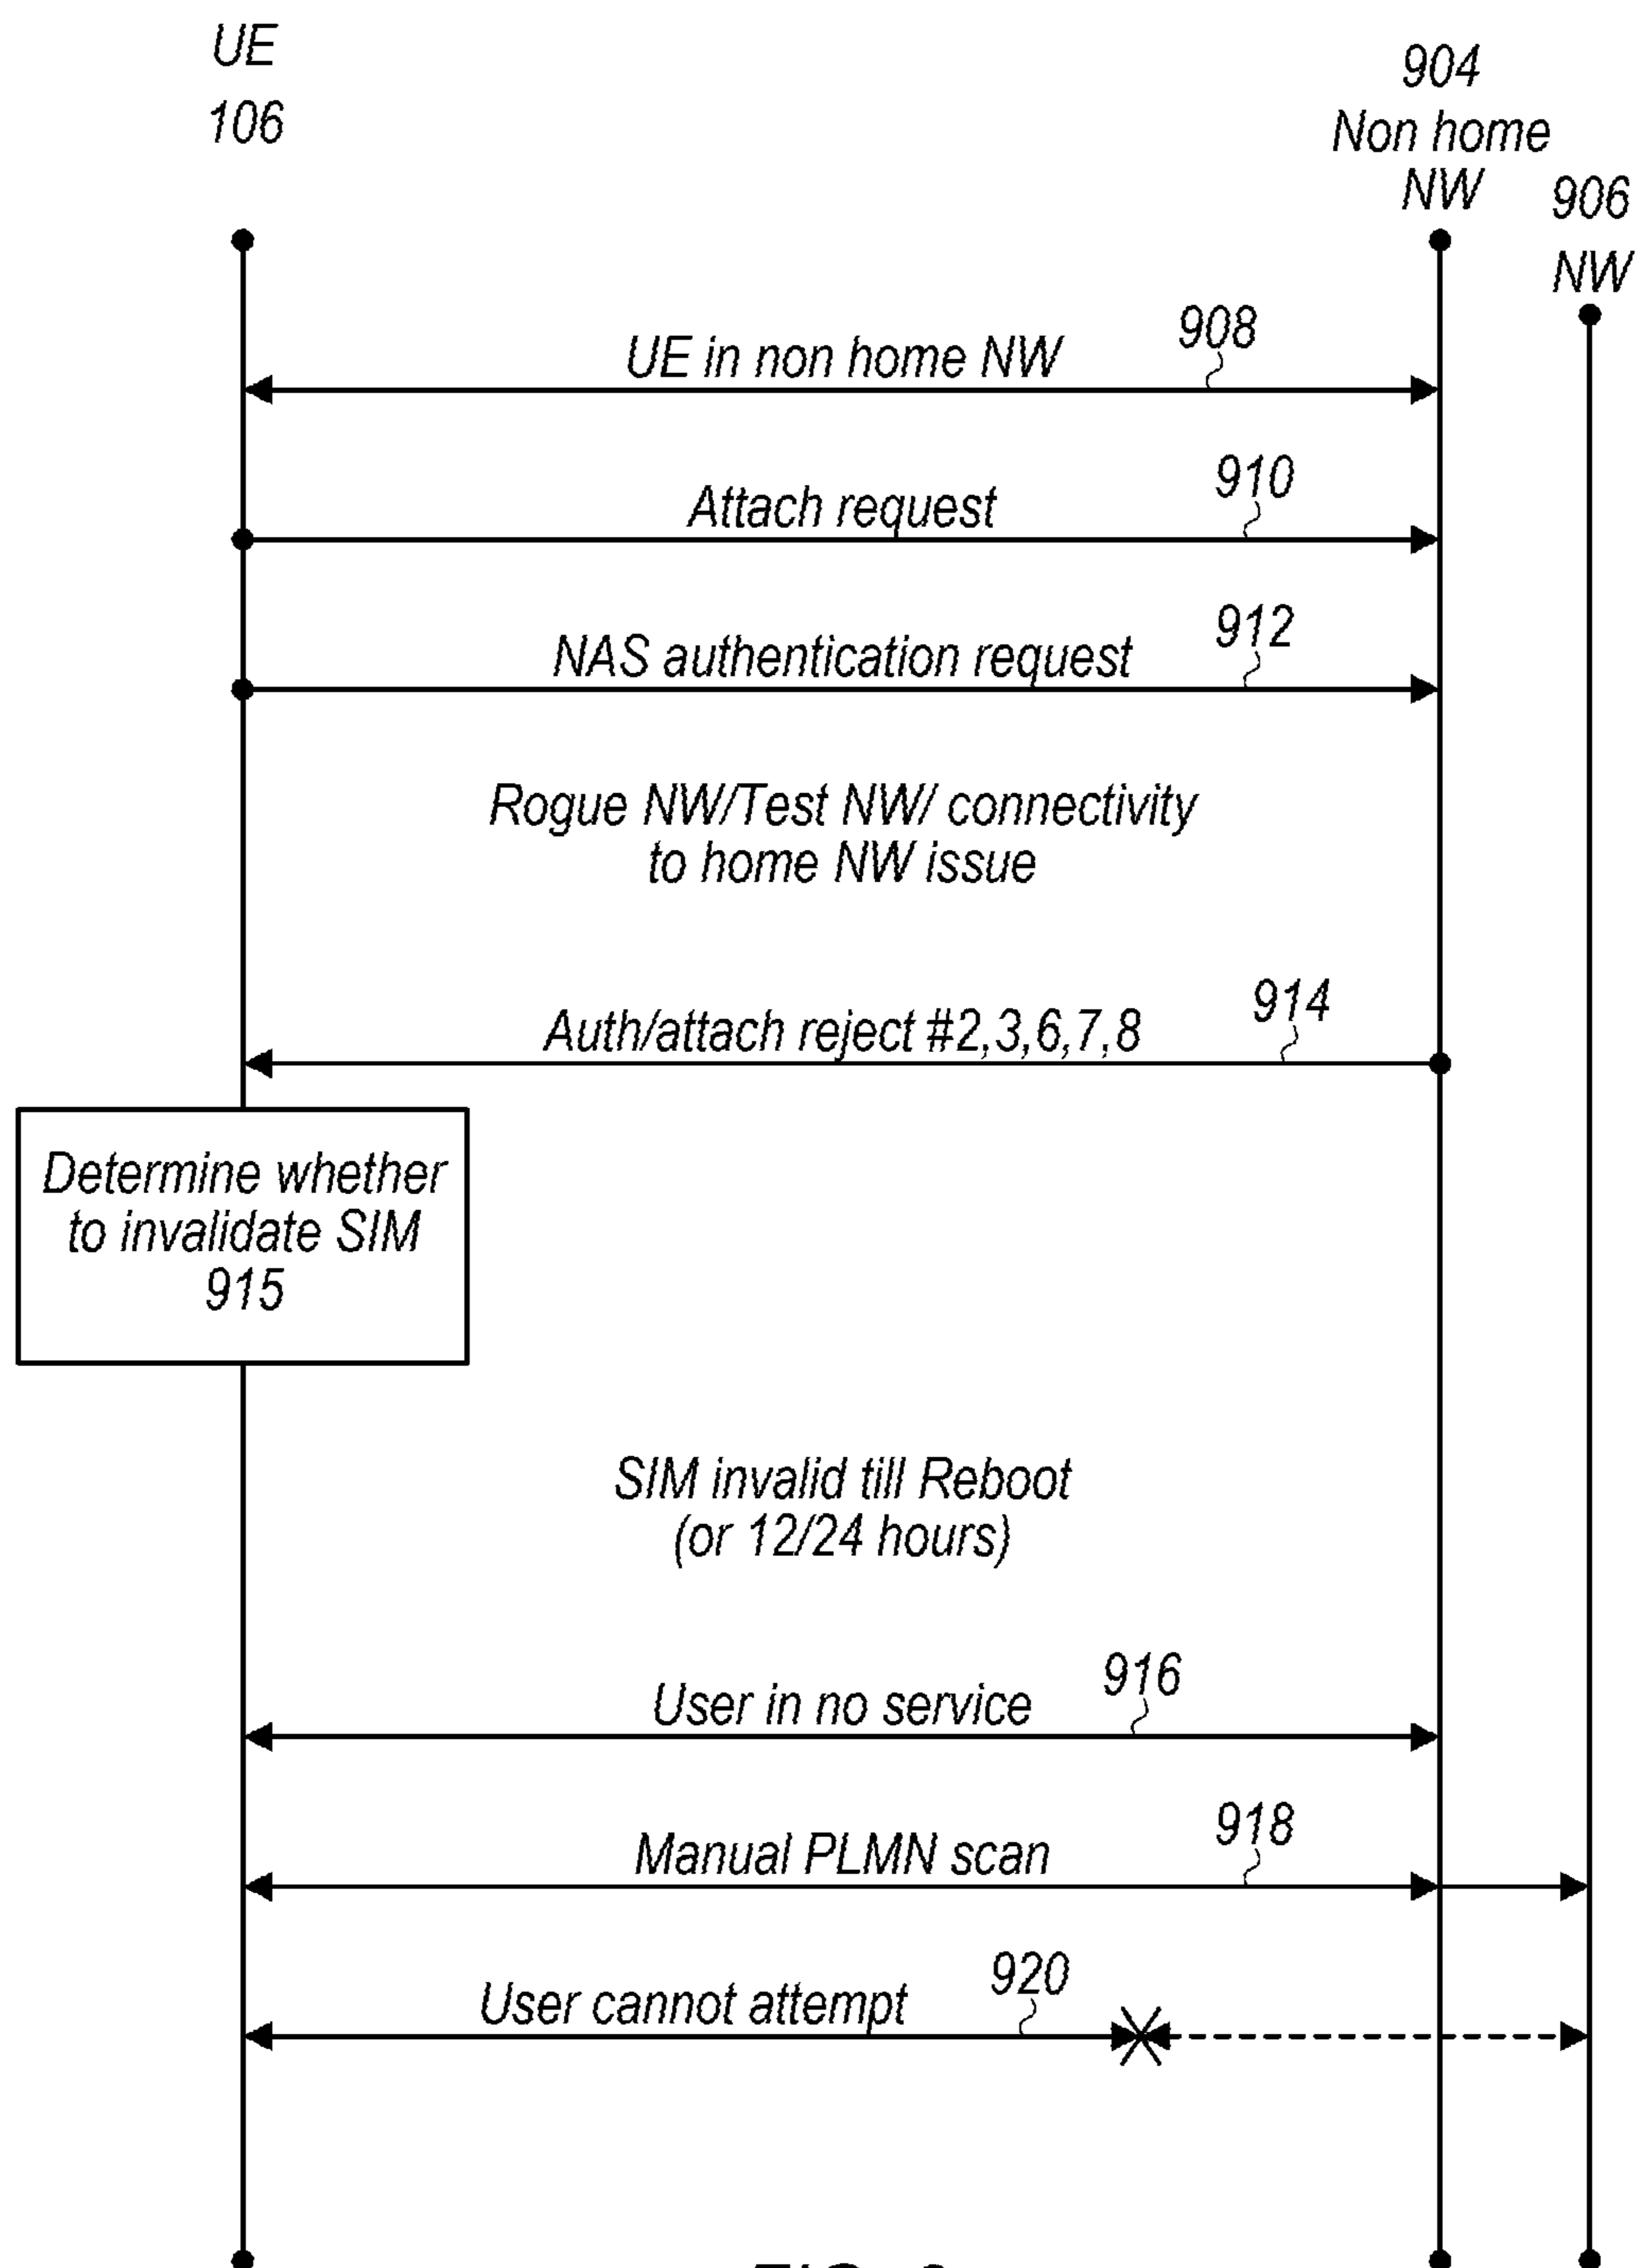 UE
106
904
Non home
NW
906
NW
908
UE in non home NW
910
Attach request
912
NAS authentication request
Rogue NW/Test NW/ connectivity
to home NW issue
914
Auth/attach reject #2,3,6,7,8
Determine whether
to invalidate SIM
915
SIM invalid till Reboot
(or 12/24 hours)
916
User in no service
918
Manual PLMN scan
920
User cannot attempt